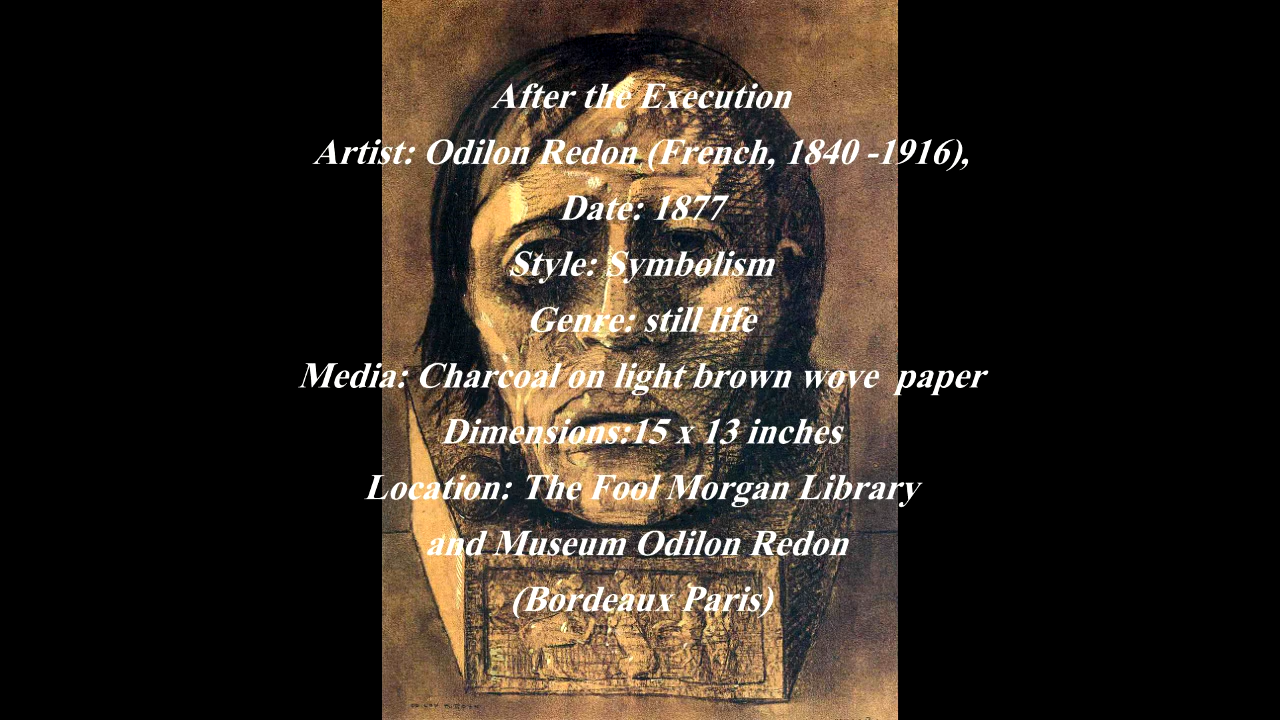 After the Execution
Artist: Odilon Redon (French, 1840 -1916),
Date: 1877
Style: Symbolism
Genre: still life
Media: Charcoal on light brown wove  paper
Dimensions:15 x 13 inches
Location: The Fool Morgan Library
and Museum Odilon Redon
(Bordeaux Paris)